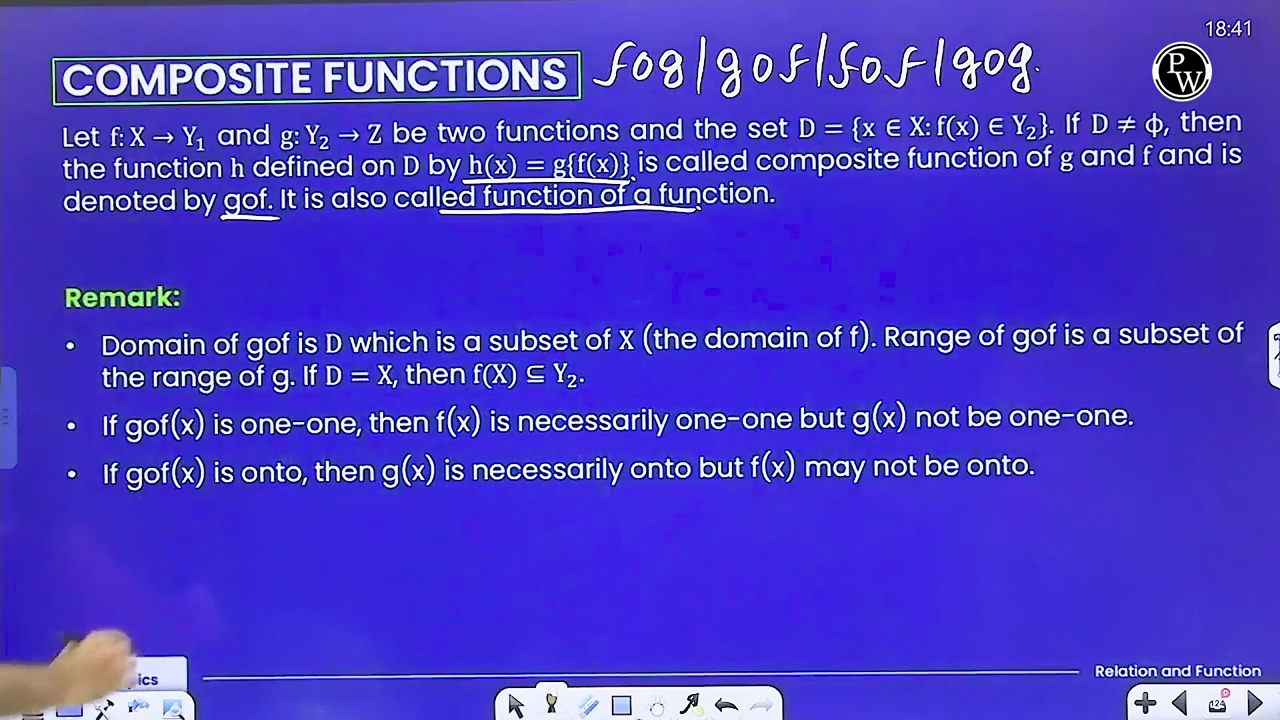 18:41
COMPOSITE FUNCTIONS fog|gof|fof|gog.
PW
Let f: X → Y₁ and g: Y₂ → Z be two functions and the set D = {x ∈ X: f(x) ∈ Y₂}. If D ≠ ϕ, then
the function h defined on D by h(x) = g{f(x)} is called composite function of g and f and is
denoted by gof. It is also called function of a function.
Remark:
• Domain of gof is D which is a subset of X (the domain of f). Range of gof is a subset of
the range of g. If D = X, then f(X) ⊆ Y₂.
• If gof(x) is one-one, then f(x) is necessarily one-one but g(x) not be one-one.
• If gof(x) is onto, then g(x) is necessarily onto but f(x) may not be onto.
Relation and Function
124